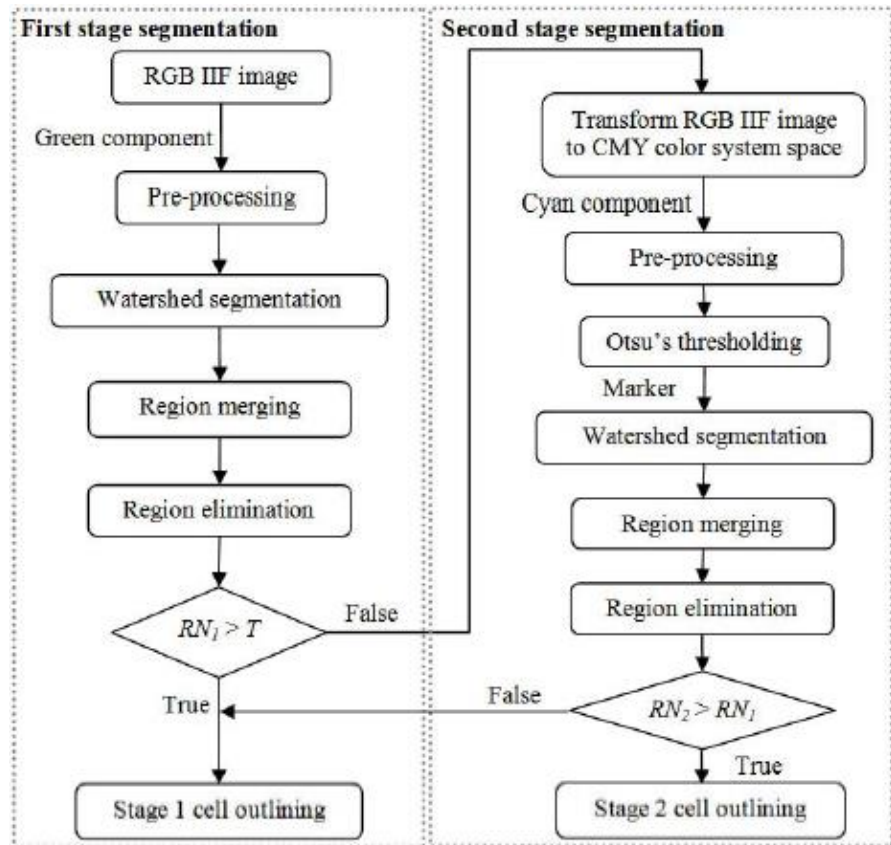 First stage segmentation
RGB IIF image
Green component
Pre-processing
Watershed segmentation
Region merging
Region elimination
RN₁ > T
False
True
Stage 1 cell outlining
Second stage segmentation
Transform RGB IIF image
to CMY color system space
Cyan component
Pre-processing
Otsu's thresholding
Marker
Watershed segmentation
Region merging
Region elimination
RN₂ > RN₁
False
True
Stage 2 cell outlining